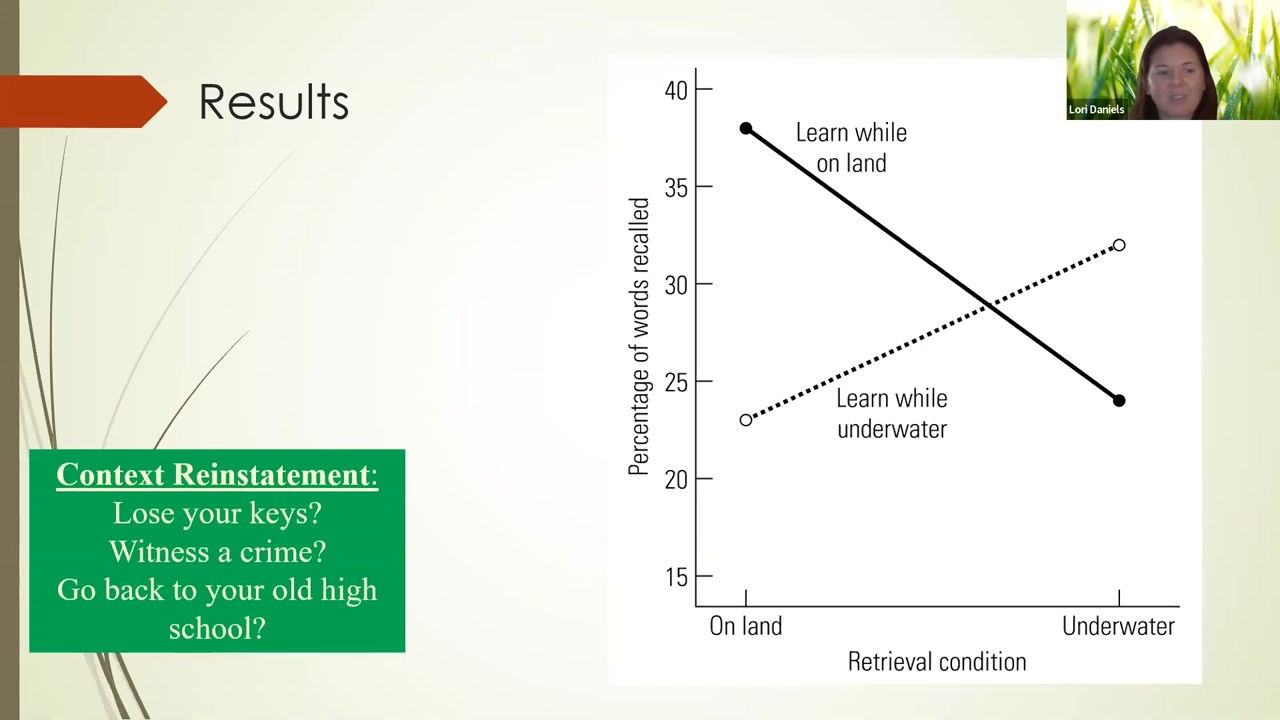 Results
Lori Daniels
40
35
30
25
20
15
Percentage of words recalled
Learn while
on land
Learn while
underwater
On land
Underwater
Retrieval condition
Context Reinstatement:
Lose your keys?
Witness a crime?
Go back to your old high
school?